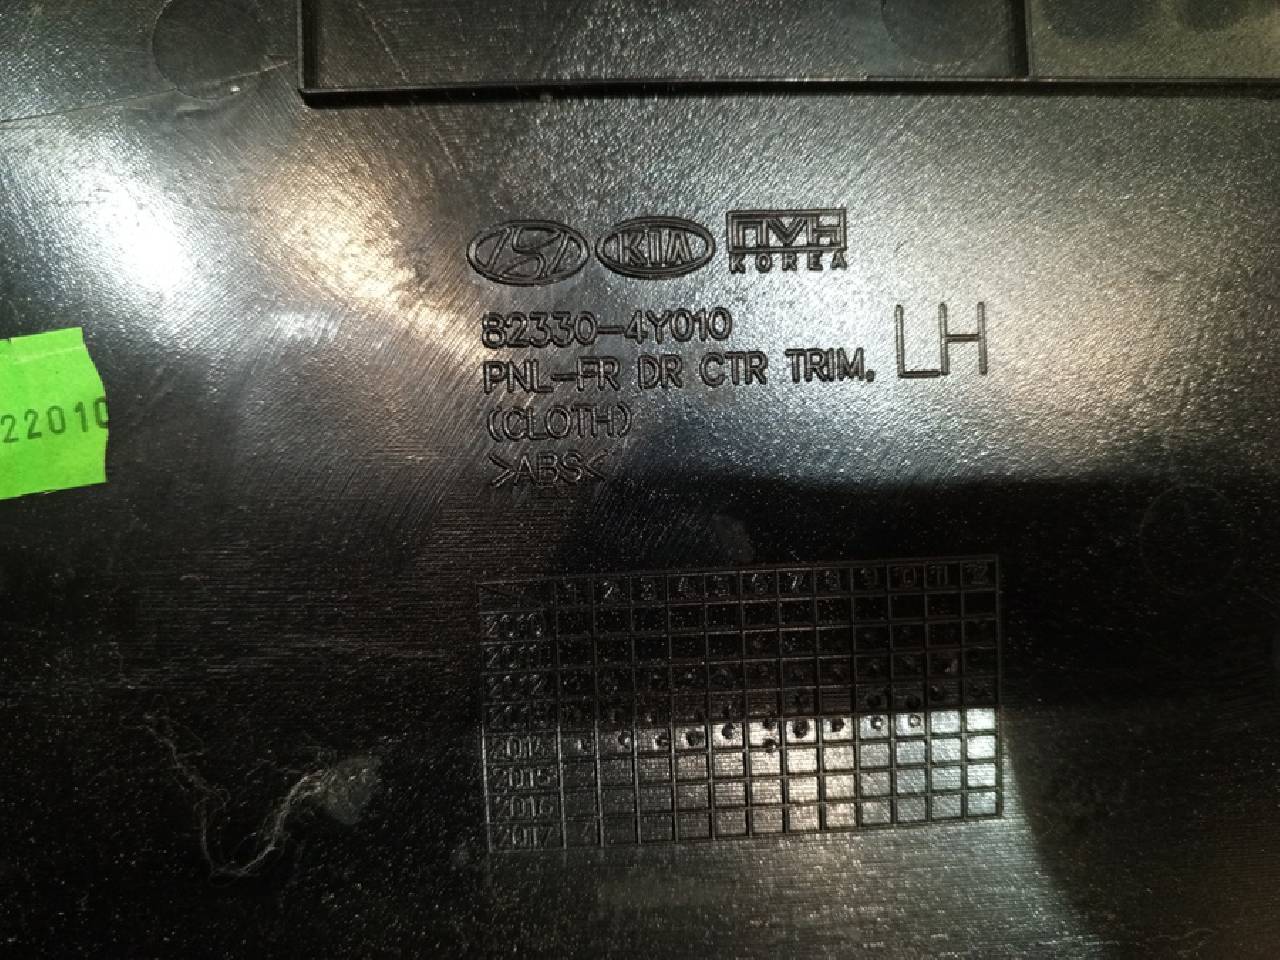 KIA
NVH
KOREA
82330-4Y010
PNL-FR DR CTR TRIM. LH
(CLOTH)
>ABS<
22010
1 2 3 4 5 6 7 8 9 10 11 12
2010
2011
2012
2013
2014
2015
2016
2017